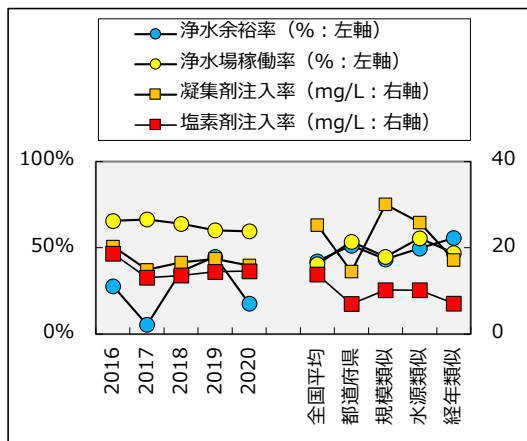 浄水余裕率（%：左軸）
浄水場稼働率（%：左軸）
凝集剤注入率（mg/L：右軸）
塩素剤注入率（mg/L：右軸）
100%
40
50%
20
0%
0
2016
2017
2018
2019
2020
全国平均
都道府県
規模類似
水源類似
経年類似